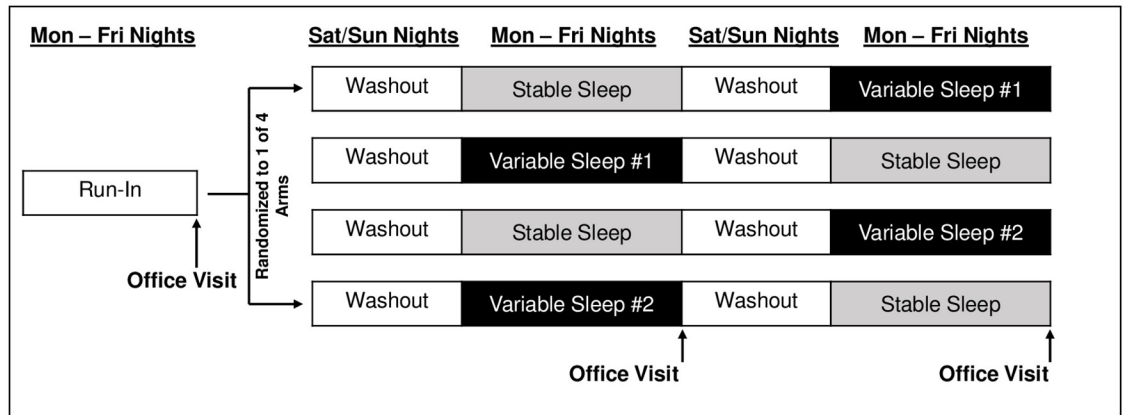 Mon – Fri Nights
Sat/Sun Nights
Mon – Fri Nights
Sat/Sun Nights
Mon – Fri Nights
Run-In
Office Visit
Randomized to 1 of 4
Arms
Washout
Stable Sleep
Washout
Variable Sleep #1
Washout
Variable Sleep #1
Washout
Stable Sleep
Washout
Stable Sleep
Washout
Variable Sleep #2
Washout
Variable Sleep #2
Washout
Stable Sleep
Office Visit
Office Visit